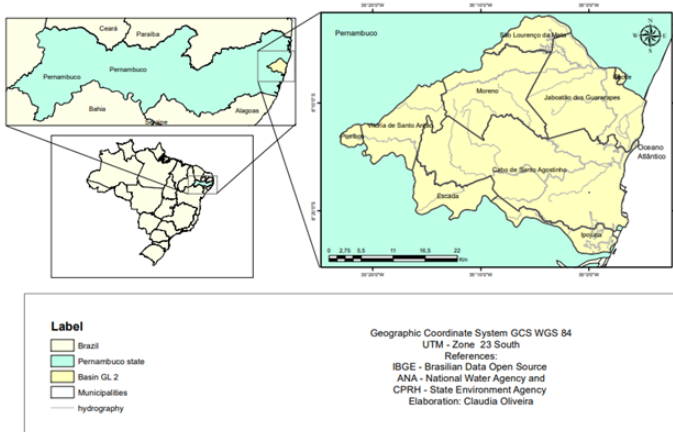 Ceará
Paraíba
Pernambuco
Pernambuco
Bahia
Alagoas
Pernambuco
São Lourenço da Mata
N
W
E
S
Moreno
Jaboatão dos Guararapes
Vitória de Santo Antão
Pombos
Oceano
Atlântico
Cabo de Santo Agostinho
Escada
Ipojuca
0 2,75 5,5 11 16,5 22
Km
Label
Brazil
Pernambuco state
Basin GL 2
Municipalities
hydrography
Geographic Coordinate System GCS WGS 84
UTM - Zone 23 South
References:
IBGE - Brasilian Data Open Source
ANA - National Water Agency and
CPRH - State Environment Agency
Elaboration: Claudia Oliveira